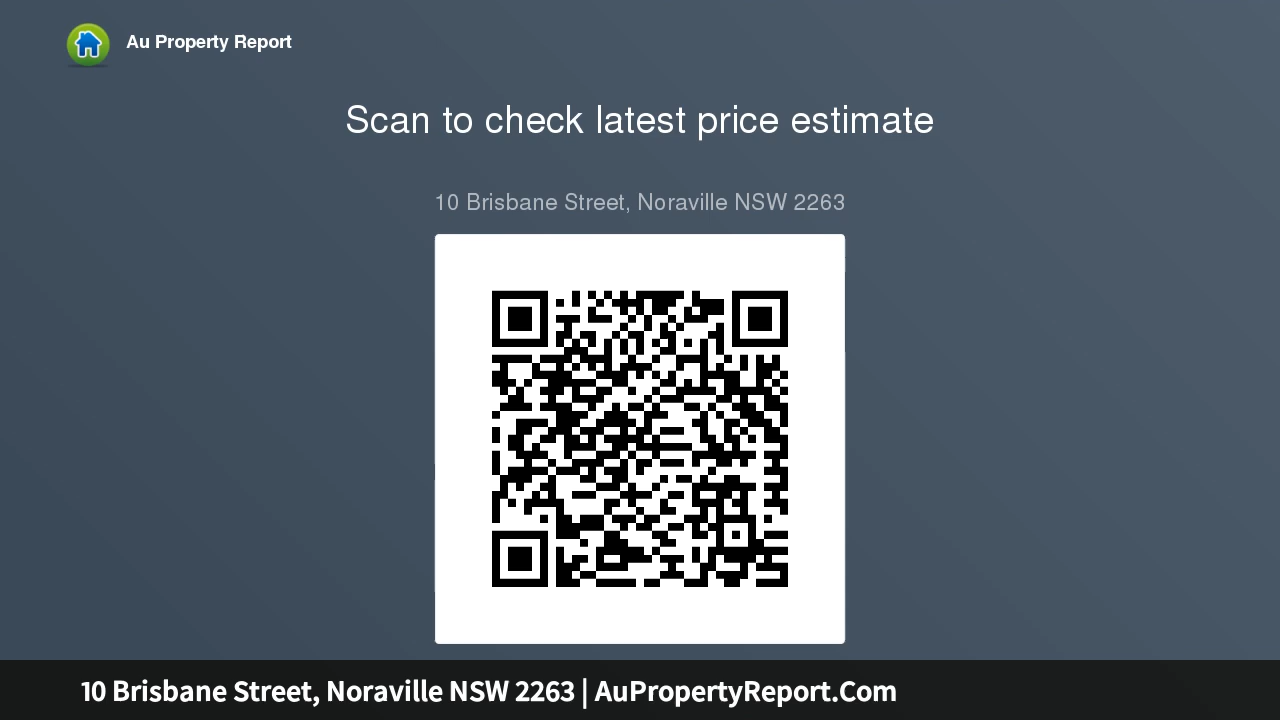 Au Property Report
Scan to check latest price estimate
10 Brisbane Street, Noraville NSW 2263
10 Brisbane Street, Noraville NSW 2263 | AuPropertyReport.Com